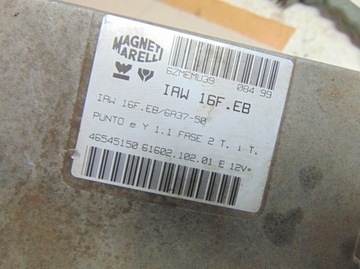 MAGNETI
MARELLI
6ZMEMU39
084 99
IAW 16F.EB
IAW 16F.EB/6A37-50
PUNTO e Y 1.1 FASE 2 T. i T.
46545150 61602.102.01 E 12V=